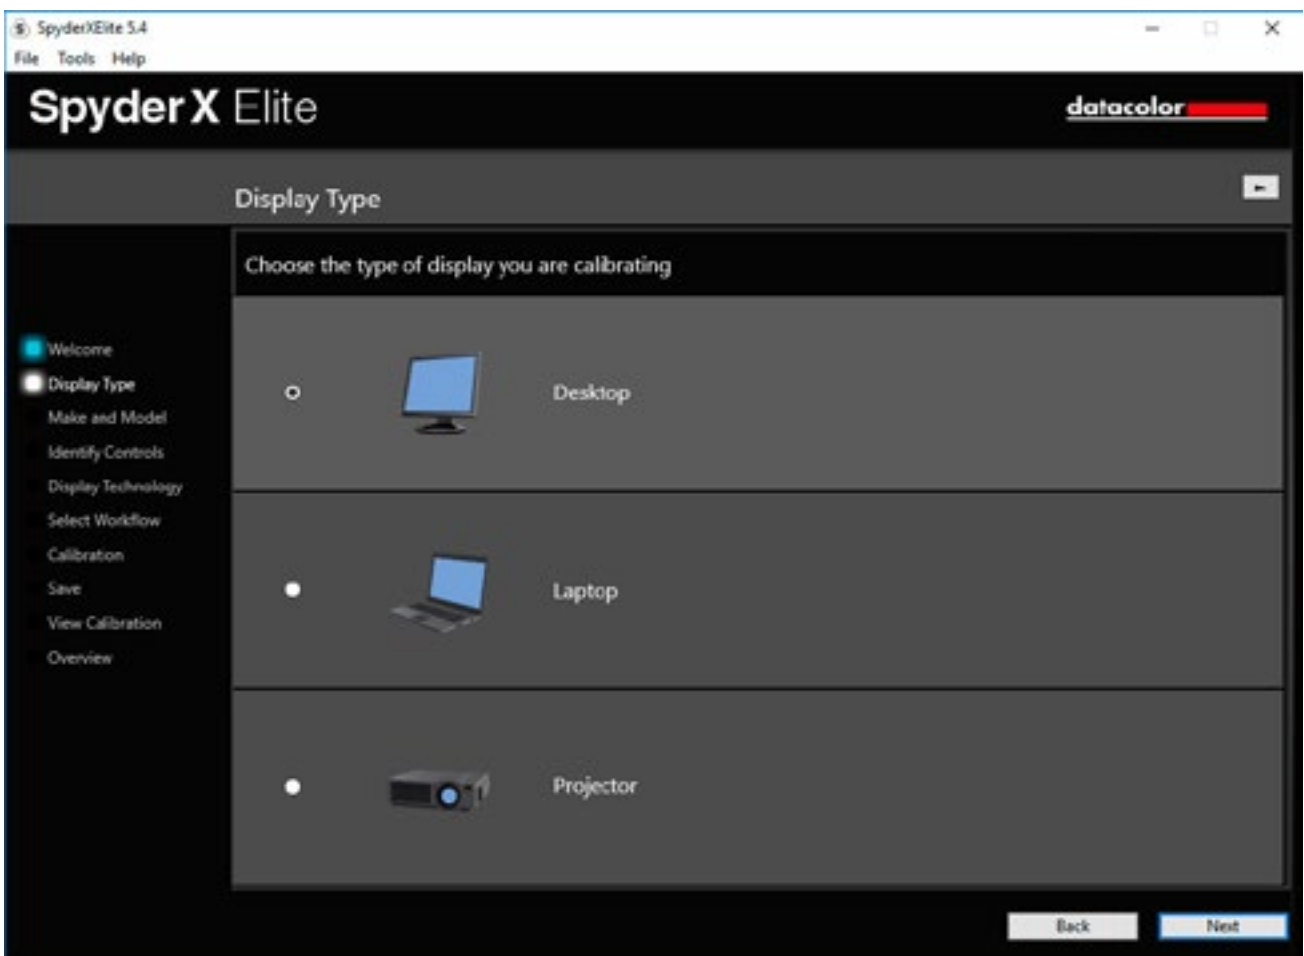 SpyderXElite 5.4
File Tools Help
SpyderX Elite
datacolor
Display Type
Choose the type of display you are calibrating
Welcome
Display Type
Make and Model
Identify Controls
Display Technology
Select Workflow
Calibration
Save
View Calibration
Overview
Desktop
Laptop
Projector
Back Next